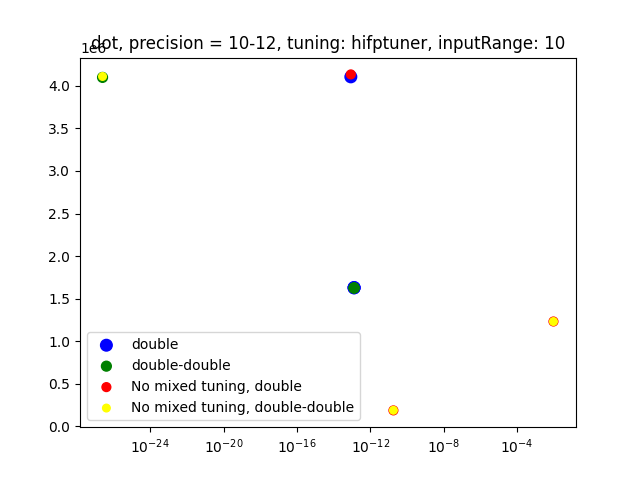 dot, precision = 10-12, tuning: hifptuner, inputRange: 10
1e6
4.0
3.5
3.0
2.5
2.0
1.5
1.0
0.5
0.0
double
double-double
No mixed tuning, double
No mixed tuning, double-double
10⁻²⁴ 10⁻²⁰ 10⁻¹⁶ 10⁻¹² 10⁻⁸ 10⁻⁴